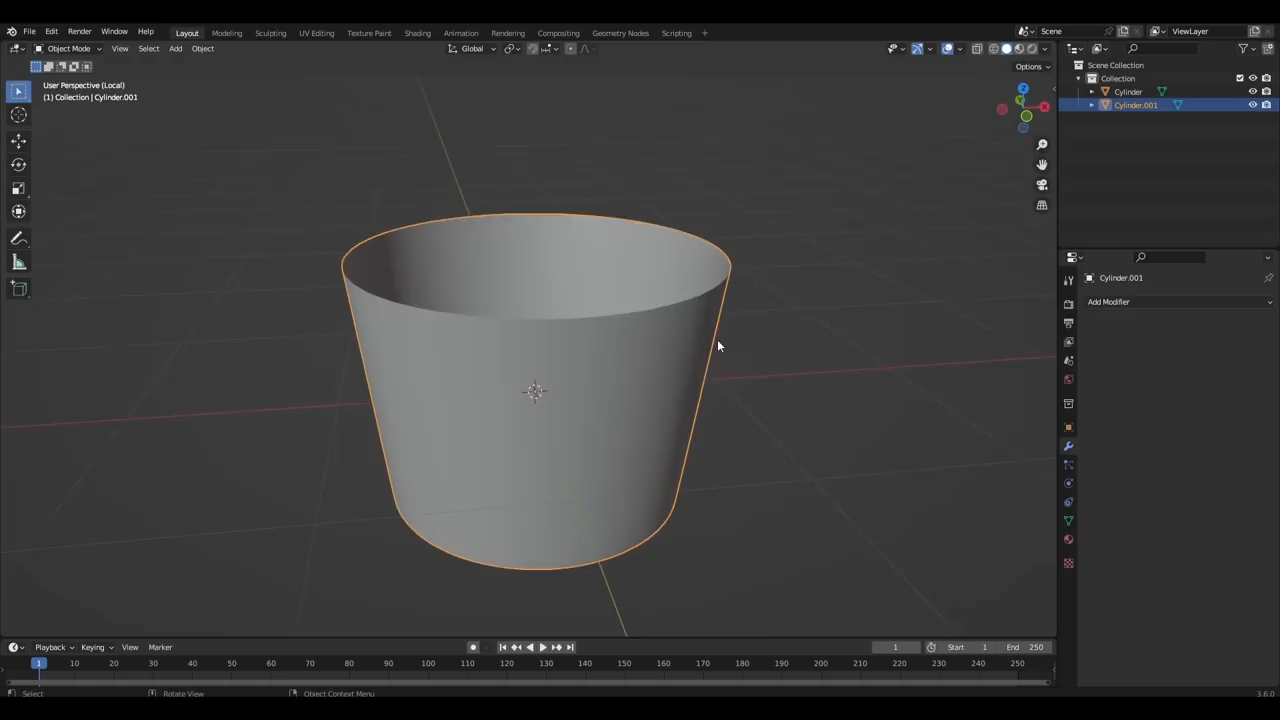 File Edit Render Window Help Layout Modeling Sculpting UV Editing Texture Paint Shading Animation Rendering Compositing Geometry Nodes Scripting + Scene ViewLayer
Object Mode View Select Add Object Global
Options
User Perspective (Local)
(1) Collection | Cylinder.001
Z
Y
X
Scene Collection
Collection
Cylinder
Cylinder.001
Cylinder.001
Add Modifier
Playback Keying View Marker 1 Start 1 End 250
1 10 20 30 40 50 60 70 80 90 100 110 120 130 140 150 160 170 180 190 200 210 220 230 240 250
Select Rotate View Object Context Menu 3.6.0